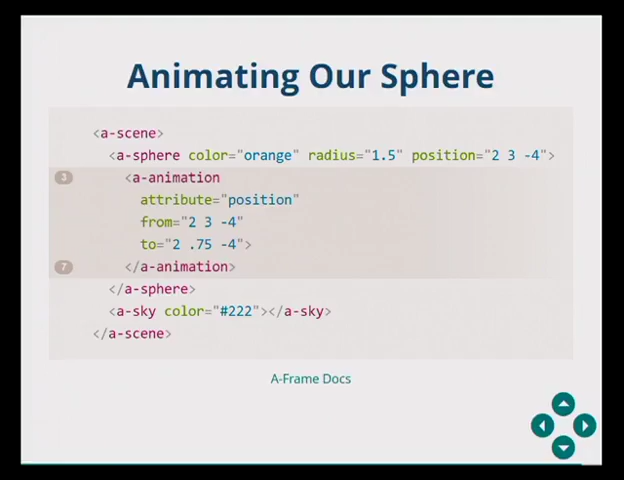 Animating Our Sphere
<a-scene>
<a-sphere color="orange" radius="1.5" position="2 3 -4">
3 <a-animation
attribute="position"
from="2 3 -4"
to="2 .75 -4">
7 </a-animation>
</a-sphere>
<a-sky color="#222"></a-sky>
</a-scene>
A-Frame Docs